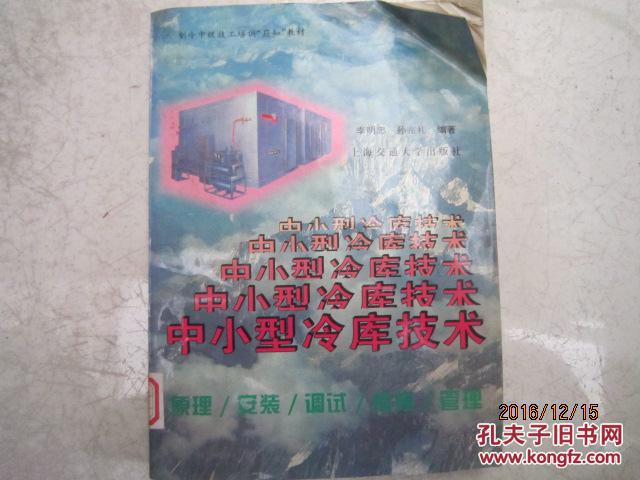 制冷中级技工培训“应知”教材
李明忠 孙兆礼 编著
上海交通大学出版社
中小型冷库技术
中小型冷库技术
中小型冷库技术
中小型冷库技术
中小型冷库技术
原理/安装/调试/维修/管理
2016/12/15
孔夫子旧书网
www.kongfz.com